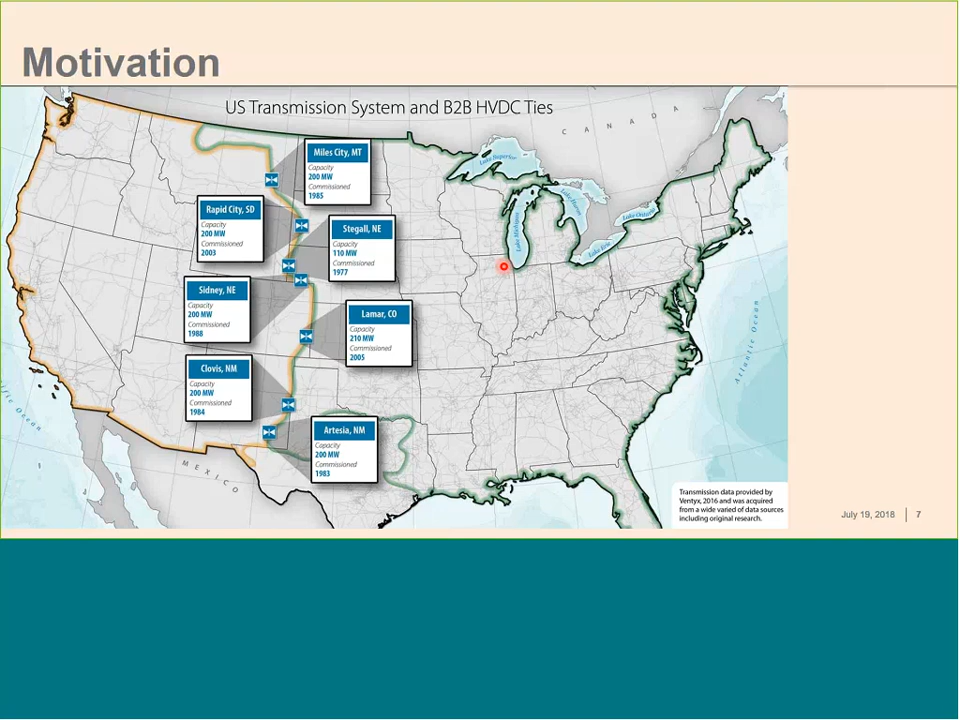 Motivation
US Transmission System and B2B HVDC Ties
C A N A D A
Miles City, MT
Capacity
200 MW
Commissioned
1985
Lake Superior
Rapid City, SD
Capacity
200 MW
Commissioned
2003
Stegall, NE
Capacity
110 MW
Commissioned
1977
Lake Michigan
Lake Huron
Lake Ontario
Lake Erie
Sidney, NE
Capacity
200 MW
Commissioned
1988
Lamar, CO
Capacity
210 MW
Commissioned
2005
Atlantic Ocean
Clovis, NM
Capacity
200 MW
Commissioned
1984
fic Ocean
Artesia, NM
Capacity
200 MW
Commissioned
1983
M E X I C O
Transmission data provided by
Ventyx, 2016 and was acquired
from a wide varied of data sources
including original research.
July 19, 2018 | 7